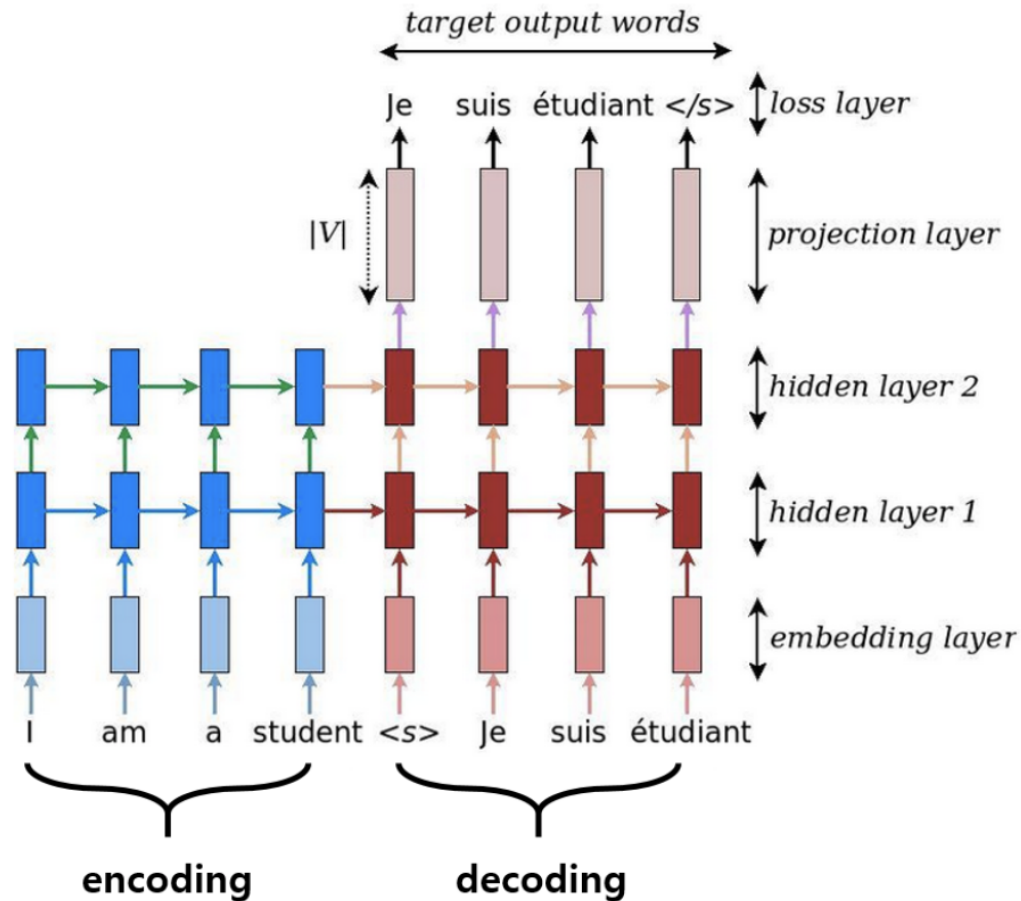 target output words
Je suis étudiant </s>
loss layer
|V|
projection layer
hidden layer 2
hidden layer 1
embedding layer
I am a student <s> Je suis étudiant
encoding decoding